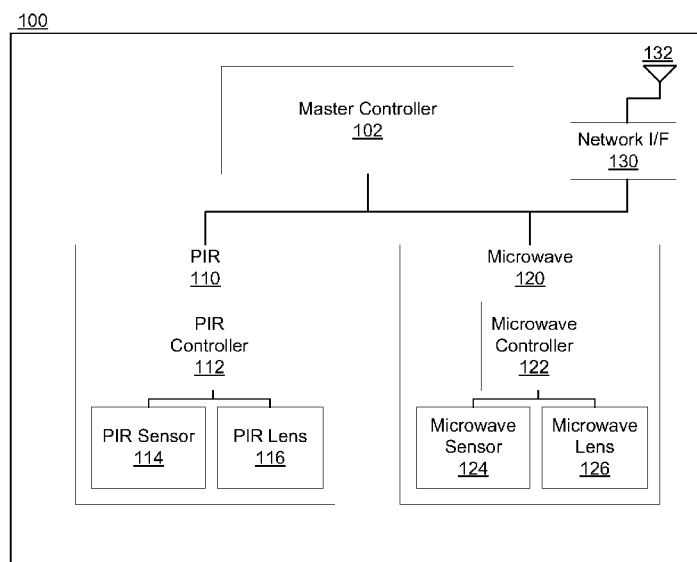 100
132
Master Controller
102
Network I/F
130
PIR
110
Microwave
120
PIR
Controller
112
Microwave
Controller
122
PIR Sensor
114
PIR Lens
116
Microwave
Sensor
124
Microwave
Lens
126